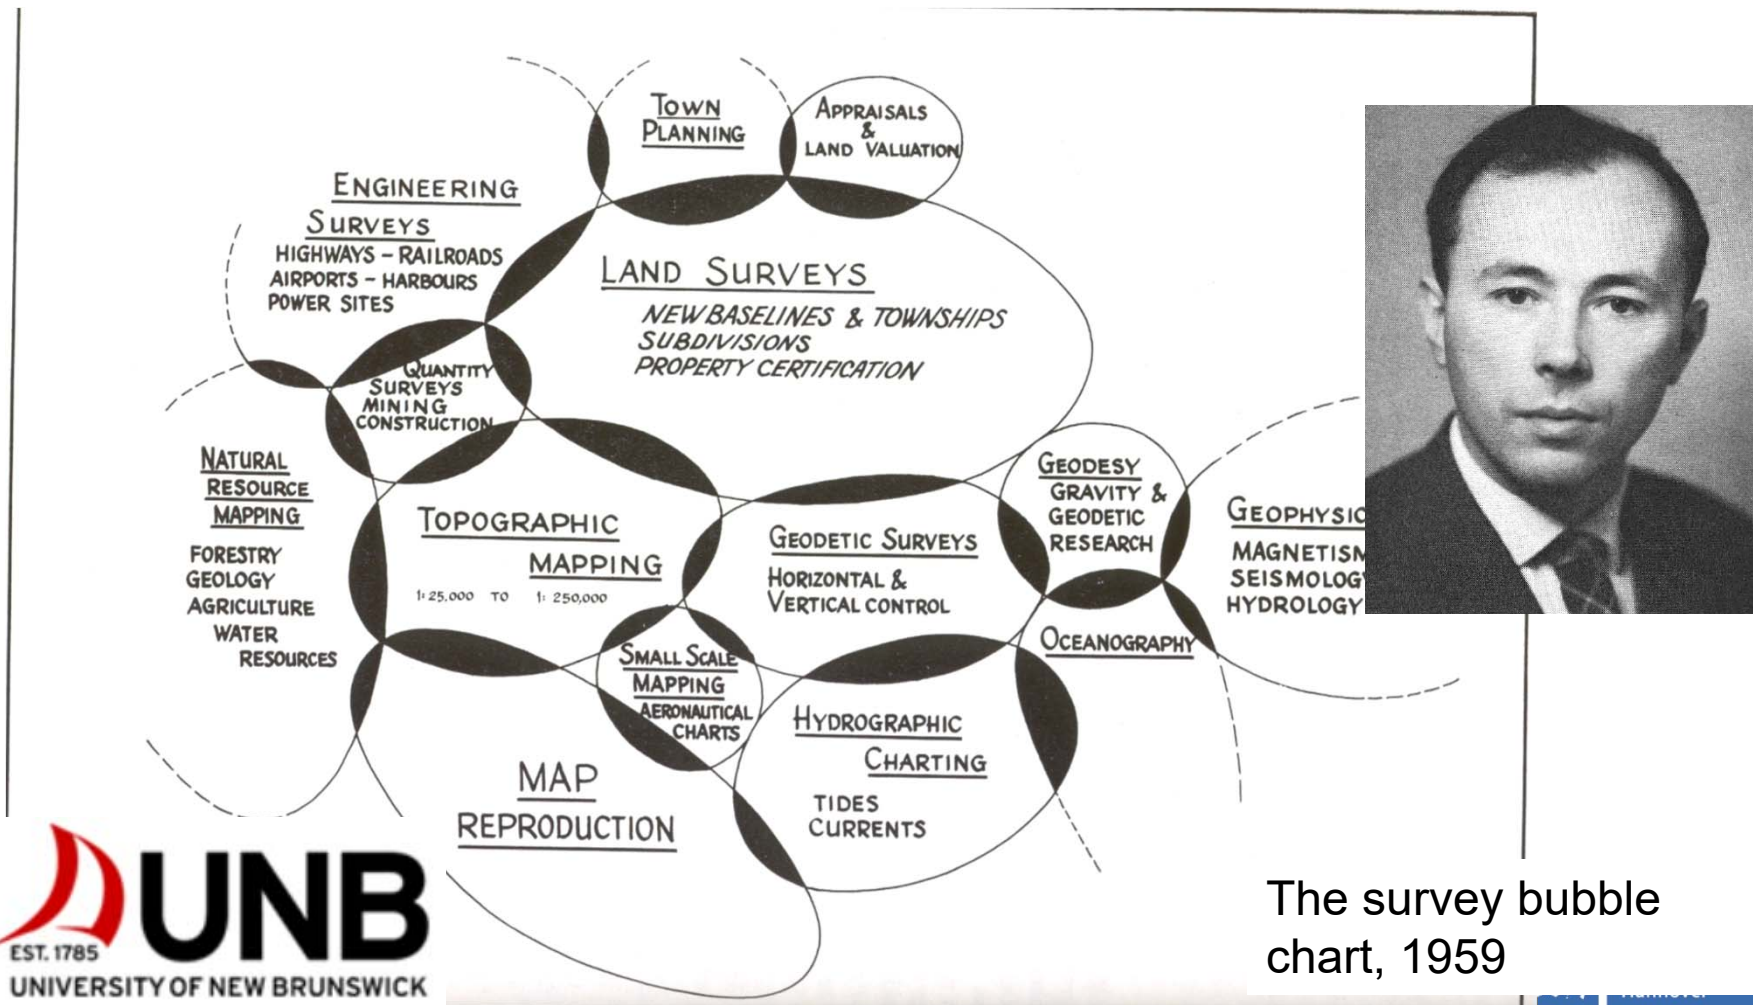 TOWN
PLANNING
APPRAISALS
&
LAND VALUATION
ENGINEERING
SURVEYS
HIGHWAYS – RAILROADS
AIRPORTS – HARBOURS
POWER SITES
LAND SURVEYS
NEW BASELINES & TOWNSHIPS
SUBDIVISIONS
PROPERTY CERTIFICATION
QUANTITY
SURVEYS
MINING
CONSTRUCTION
NATURAL
RESOURCE
MAPPING
FORESTRY
GEOLOGY
AGRICULTURE
WATER
RESOURCES
TOPOGRAPHIC
MAPPING
1:25,000 TO 1:250,000
GEODETIC SURVEYS
HORIZONTAL &
VERTICAL CONTROL
GEODESY
GRAVITY &
GEODETIC
RESEARCH
GEOPHYSIC
MAGNETISM
SEISMOLOG
HYDROLOGY
OCEANOGRAPHY
SMALL SCALE
MAPPING
AERONAUTICAL
CHARTS
HYDROGRAPHIC
CHARTING
TIDES
CURRENTS
MAP
REPRODUCTION
UNB
EST. 1785
UNIVERSITY OF NEW BRUNSWICK
The survey bubble
chart, 1959